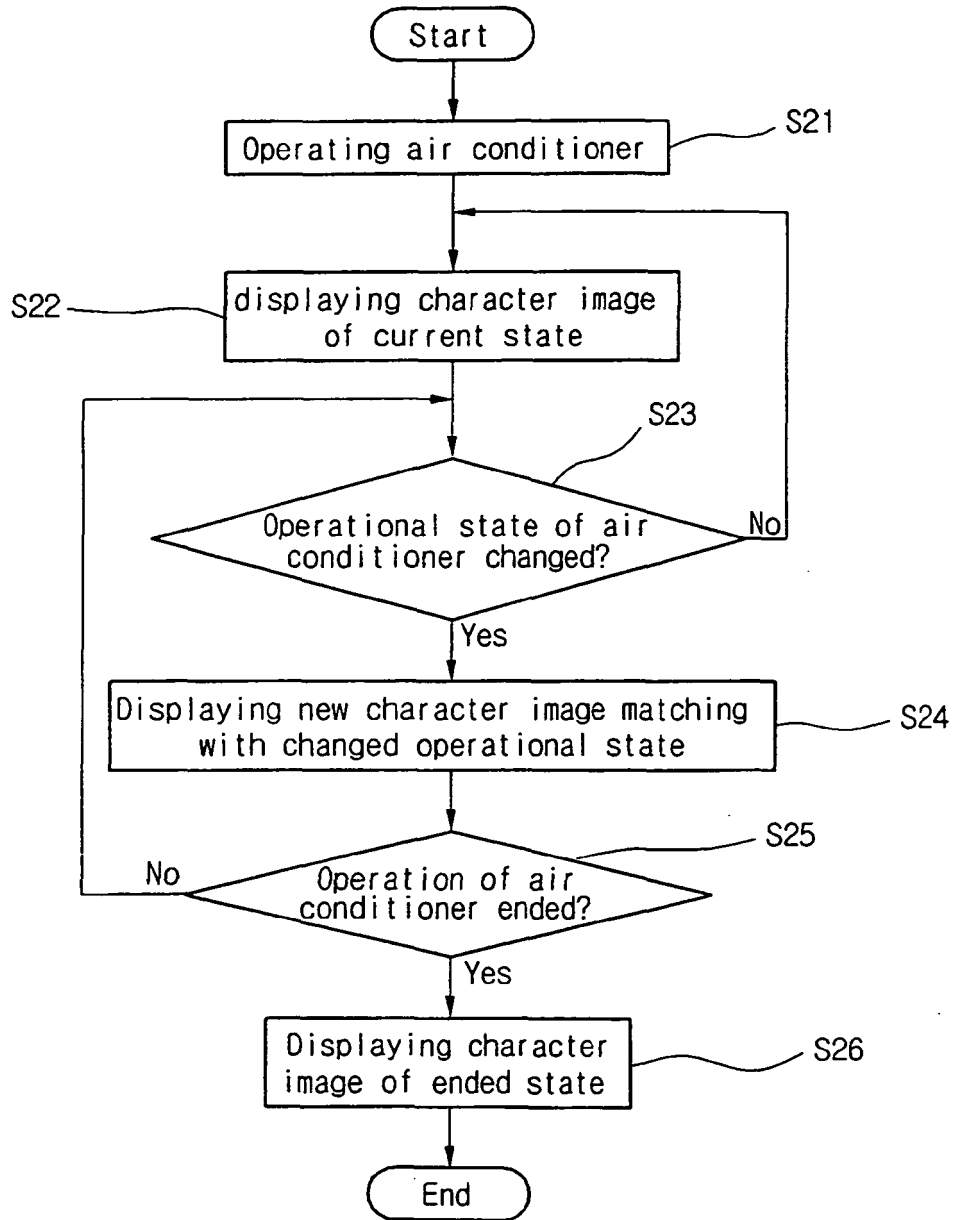 Start
S21
Operating air conditioner
S22
displaying character image
of current state
S23
Operational state of air
conditioner changed?
No
Yes
Displaying new character image matching
with changed operational state
S24
S25
No
Operation of air
conditioner ended?
Yes
Displaying character
image of ended state
S26
End